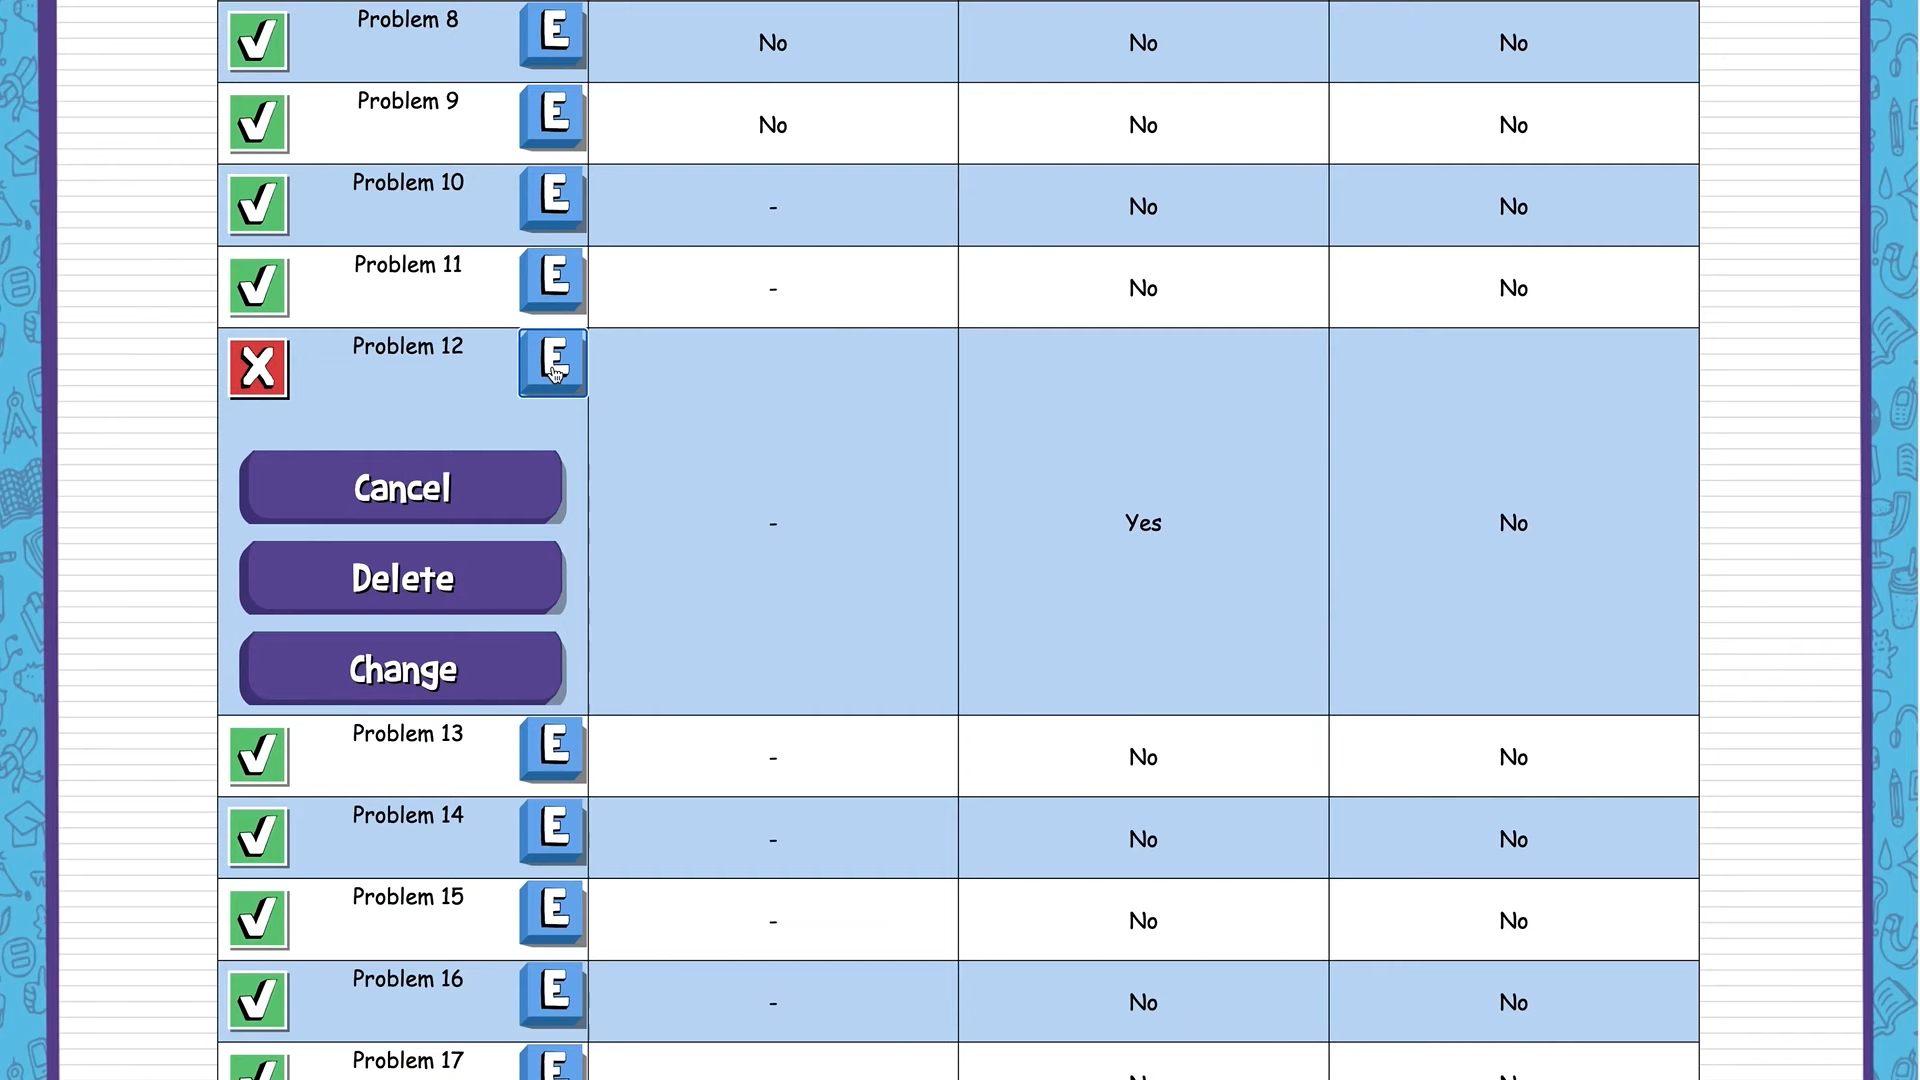 Problem 8 E No No No
Problem 9 E No No No
Problem 10 E - No No
Problem 11 E - No No
Problem 12 E - Yes No
Cancel
Delete
Change
Problem 13 E - No No
Problem 14 E - No No
Problem 15 E - No No
Problem 16 E - No No
Problem 17 E